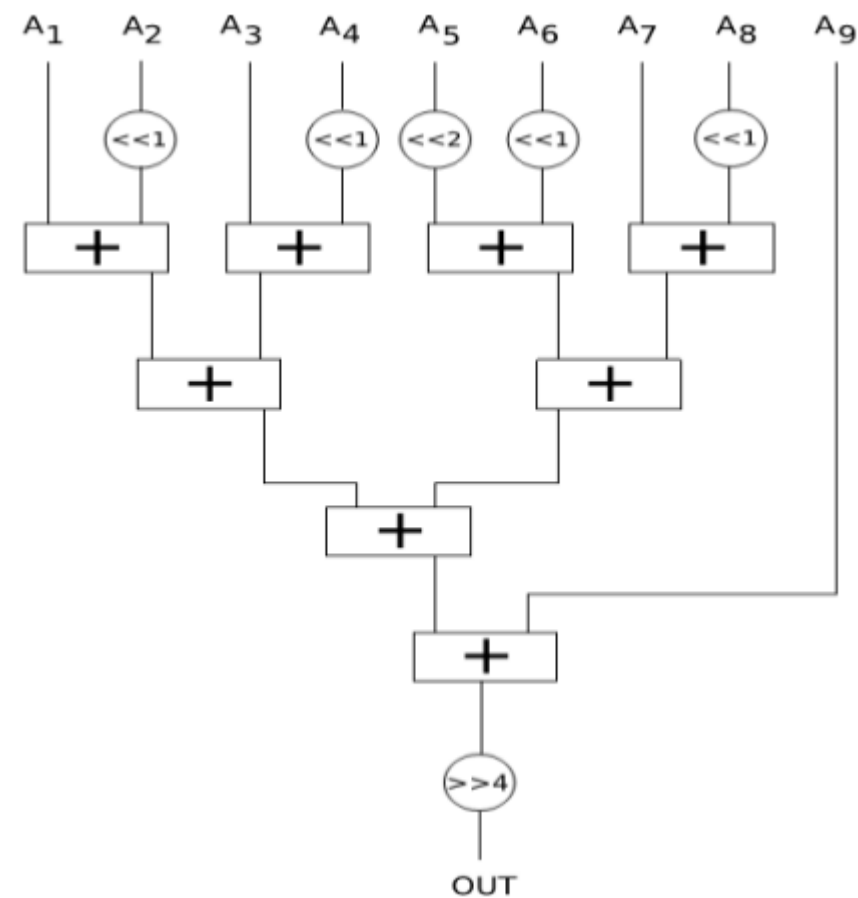 A1 A2 A3 A4 A5 A6 A7 A8 A9
<<1 <<1 <<2 <<1 <<1
+ + + +
+ +
+
+
>>4
OUT